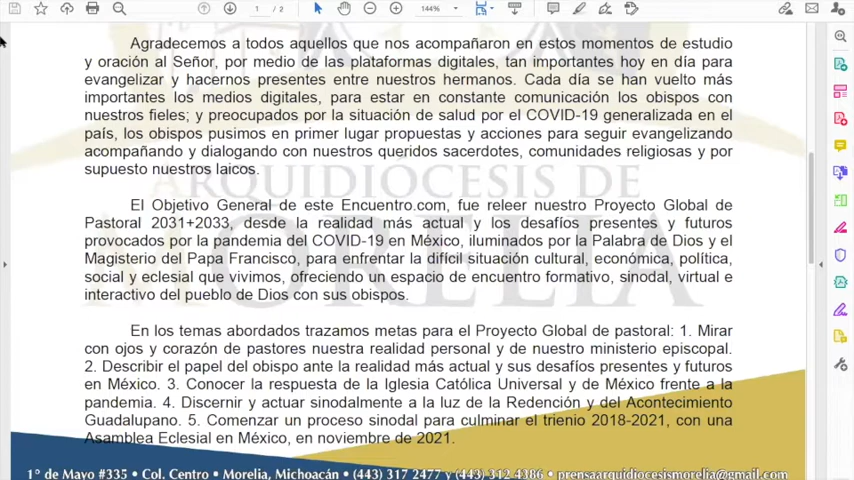 1 / 2
144%
Agradecemos a todos aquellos que nos acompañaron en estos momentos de estudio
y oración al Señor, por medio de las plataformas digitales, tan importantes hoy en día para
evangelizar y hacernos presentes entre nuestros hermanos. Cada día se han vuelto más
importantes los medios digitales, para estar en constante comunicación los obispos con
nuestros fieles; y preocupados por la situación de salud por el COVID-19 generalizada en el
país, los obispos pusimos en primer lugar propuestas y acciones para seguir evangelizando
acompañando y dialogando con nuestros queridos sacerdotes, comunidades religiosas y por
supuesto nuestros laicos.
ARQUIDIÓCESIS DE
MORELIA
El Objetivo General de este Encuentro.com, fue releer nuestro Proyecto Global de
Pastoral 2031+2033, desde la realidad más actual y los desafíos presentes y futuros
provocados por la pandemia del COVID-19 en México, iluminados por la Palabra de Dios y el
Magisterio del Papa Francisco, para enfrentar la difícil situación cultural, económica, política,
social y eclesial que vivimos, ofreciendo un espacio de encuentro formativo, sinodal, virtual e
interactivo del pueblo de Dios con sus obispos.
En los temas abordados trazamos metas para el Proyecto Global de pastoral: 1. Mirar
con ojos y corazón de pastores nuestra realidad personal y de nuestro ministerio episcopal.
2. Describir el papel del obispo ante la realidad más actual y sus desafíos presentes y futuros
en México. 3. Conocer la respuesta de la Iglesia Católica Universal y de México frente a la
pandemia. 4. Discernir y actuar sinodalmente a la luz de la Redención y del Acontecimiento
Guadalupano. 5. Comenzar un proceso sinodal para culminar el trienio 2018-2021, con una
Asamblea Eclesial en México, en noviembre de 2021.
1° de Mayo #335 • Col. Centro • Morelia, Michoacán • (443) 317 2477 y (443) 312 4386 • prensaarquidiocesismorelia@gmail.com